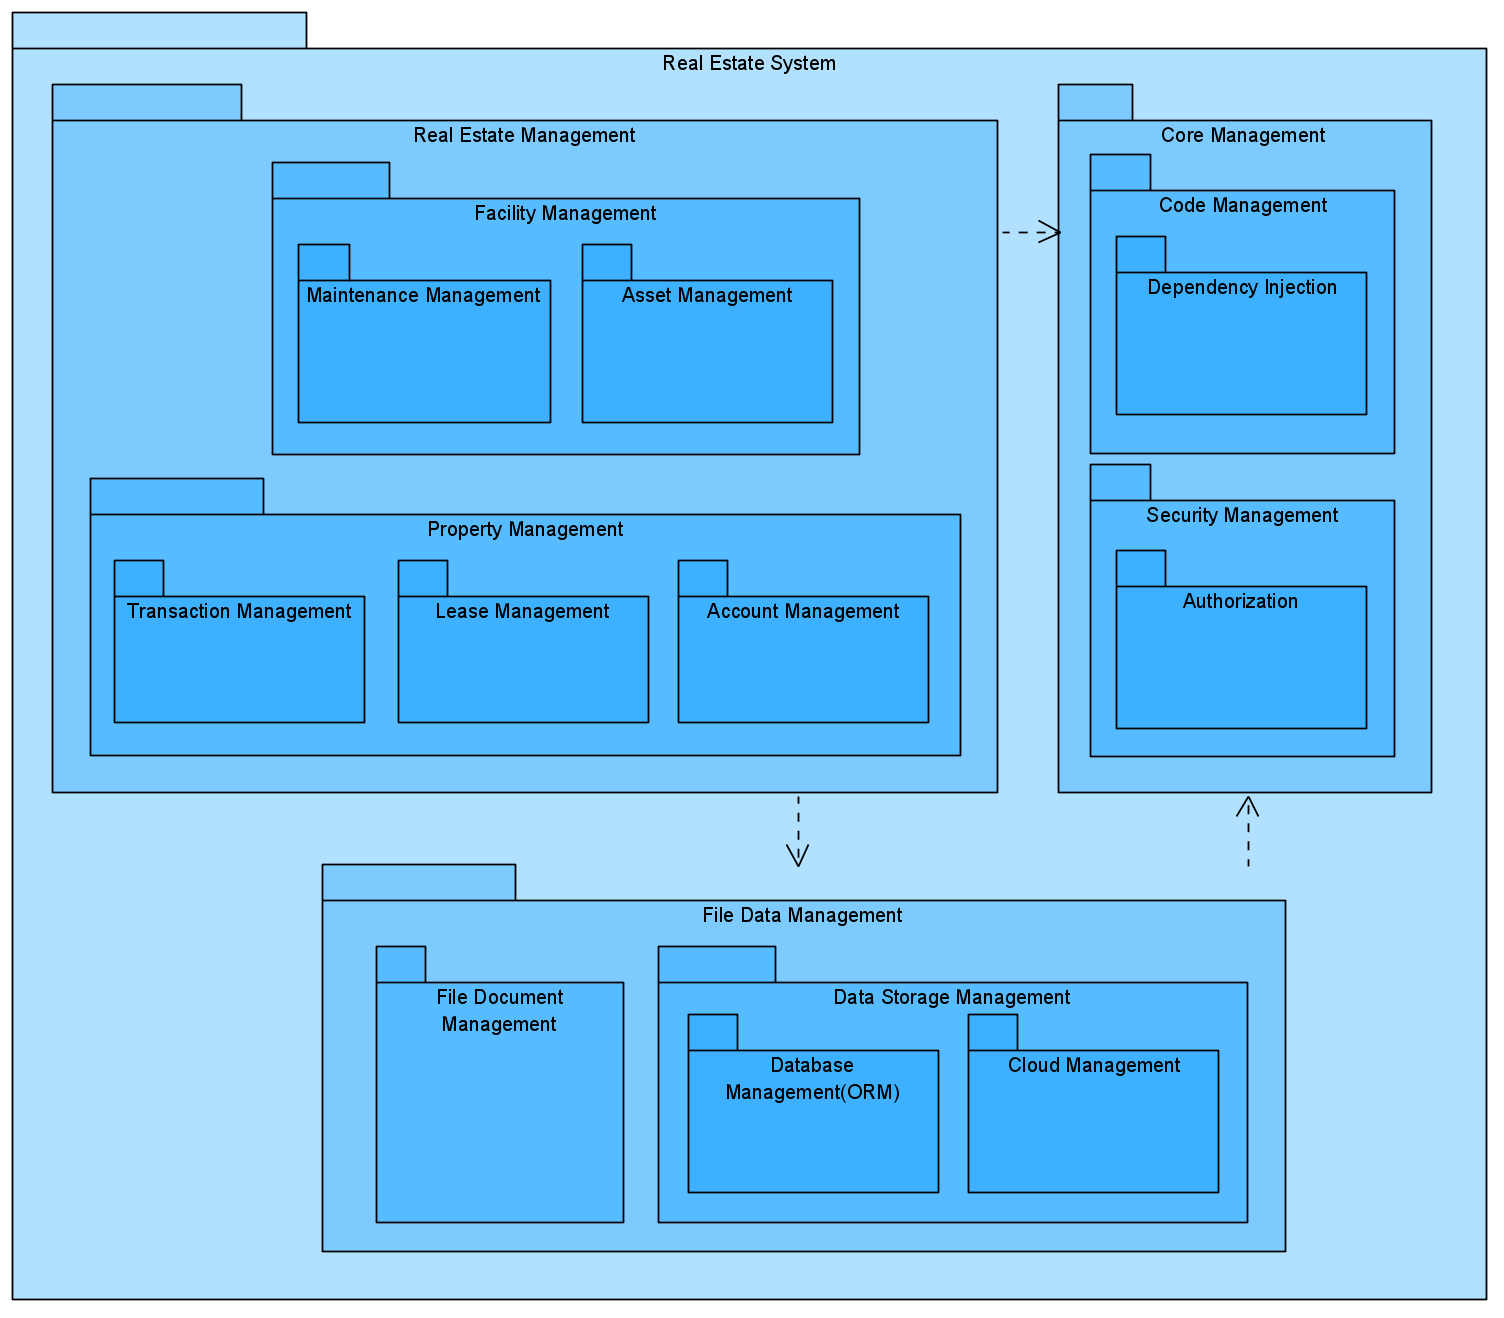 Real Estate System
Real Estate Management
Facility Management
Maintenance Management
Asset Management
Property Management
Transaction Management
Lease Management
Account Management
Core Management
Code Management
Dependency Injection
Security Management
Authorization
File Data Management
File Document
Management
Data Storage Management
Database
Management(ORM)
Cloud Management